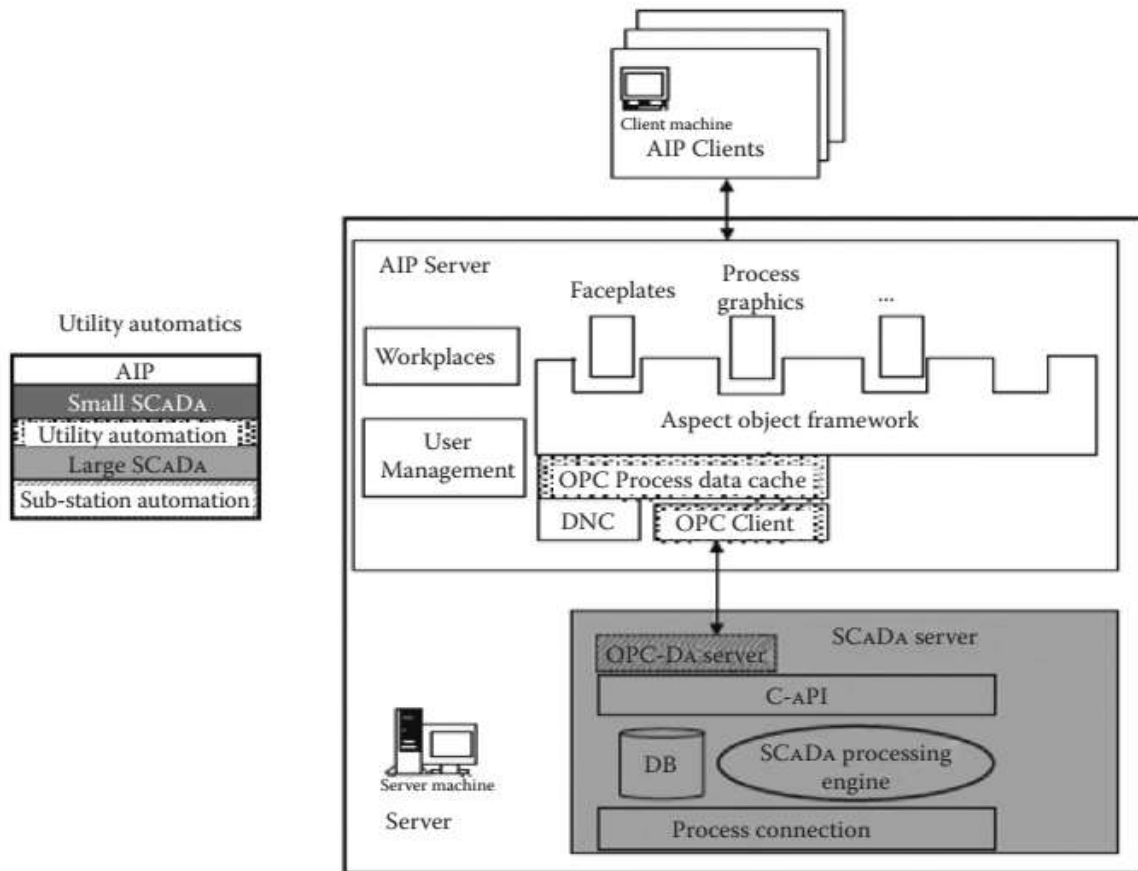 Client machine
AIP Clients
AIP Server
Faceplates
Process
graphics
...
Workplaces
Aspect object framework
User
Management
OPC Process data cache
DNC
OPC Client
Utility automatics
AIP
Small SCADA
Utility automation
Large SCADA
Sub-station automation
SCADA server
OPC-DA server
C-API
DB
SCADA processing
engine
Process connection
Server machine
Server